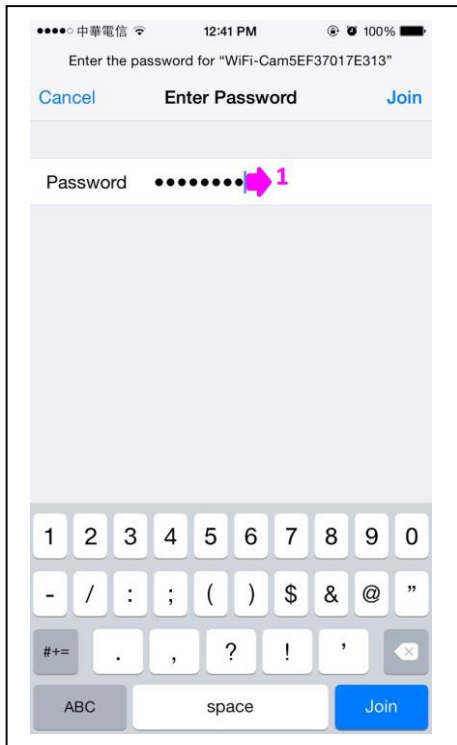 中華電信 12:41 PM 100%
Enter the password for “WiFi-Cam5EF37017E313”
Cancel Enter Password Join
Password •••••••• 1
1 2 3 4 5 6 7 8 9 0
- / : ; ( ) $ & @ ”
#+= . , ? ! ’
ABC space Join